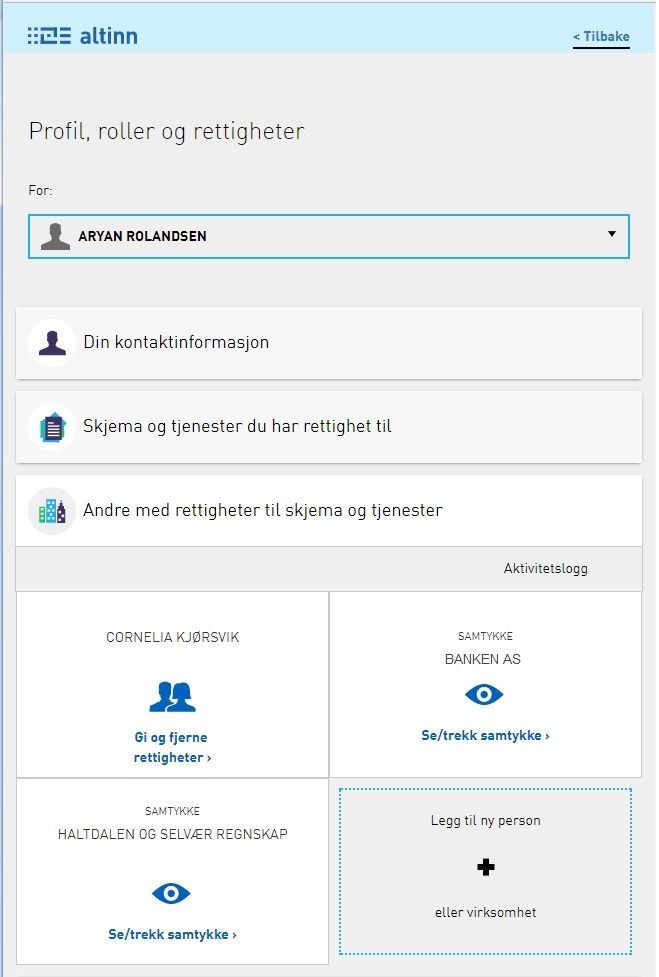 altinn
< Tilbake
Profil, roller og rettigheter
For:
ARYAN ROLANDSEN
Din kontaktinformasjon
Skjema og tjenester du har rettighet til
Andre med rettigheter til skjema og tjenester
Aktivitetslogg
CORNELIA KJØRSVIK
Gi og fjerne
rettigheter ›
SAMTYKKE
BANKEN AS
Se/trekk samtykke ›
SAMTYKKE
HALTDALEN OG SELVÆR REGNSKAP
Se/trekk samtykke ›
Legg til ny person
eller virksomhet